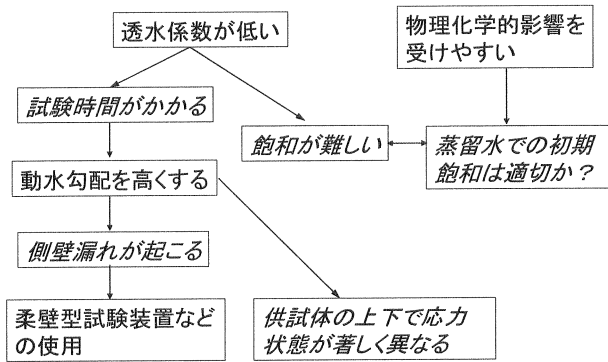 透水係数が低い
物理化学的影響を
受けやすい
試験時間がかかる
飽和が難しい
蒸留水での初期
飽和は適切か？
動水勾配を高くする
側壁漏れが起こる
柔壁型試験装置など
の使用
供試体の上下で応力
状態が著しく異なる